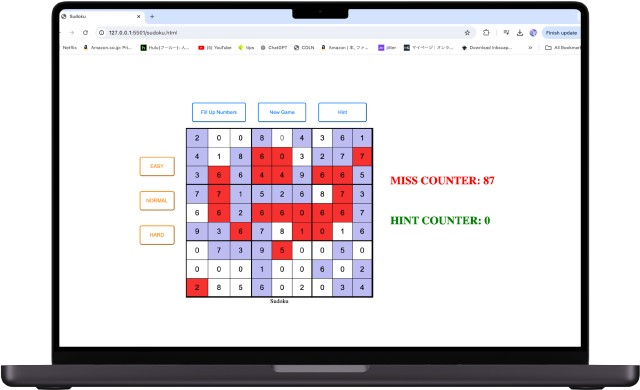 Sudoku
127.0.0.1:5501/sudoku.html
Finish update
Netflix Amazon.co.jp: Pri... Hulu(フールー): 人... (6) YouTube Vps ChatGPT COLN Amazon | 本, ファ... jitter マイページ | オンラ... Download Inkscap... All Bookmar
Fill Up Numbers New Game Hint
EASY
NORMAL
HARD
2 0 0 8 0 4 3 6 1
4 1 8 6 0 3 2 7 7
3 6 6 4 4 9 6 6 5
7 7 1 5 2 6 8 7 3
6 6 2 6 6 0 6 6 7
9 3 6 7 8 1 0 1 6
0 7 3 9 5 0 0 5 0
0 0 0 1 0 0 6 0 2
2 8 5 6 0 2 0 3 4
Sudoku
MISS COUNTER: 87
HINT COUNTER: 0